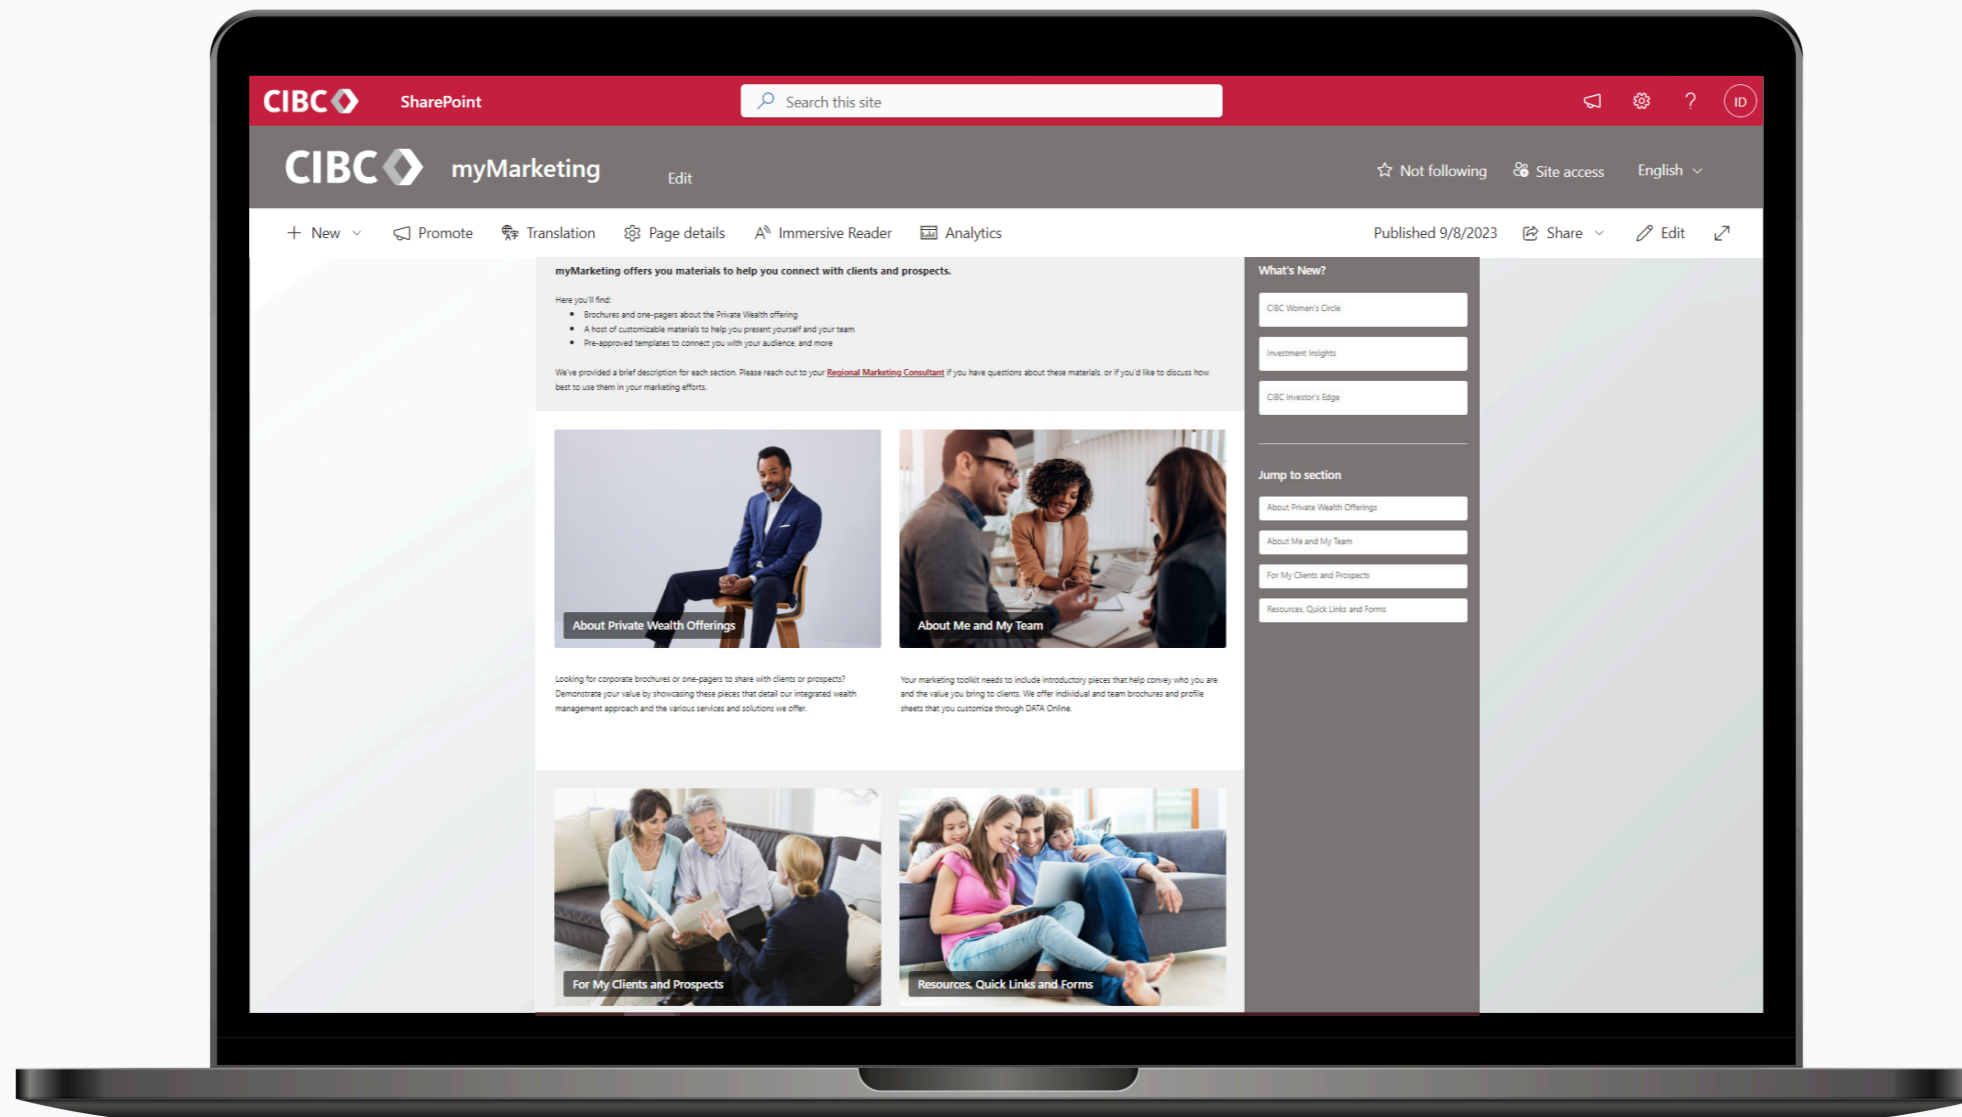 CIBC SharePoint Search this site ? ID
CIBC myMarketing Edit Not following Site access English
New Promote Translation Page details Immersive Reader Analytics Published 9/8/2023 Share Edit
myMarketing offers you materials to help you connect with clients and prospects.
Here you'll find:
• Brochures and one-pagers about the Private Wealth offering
• A host of customizable materials to help you present yourself and your team
• Pre-approved templates to connect you with your audience, and more
We've provided a brief description for each section. Please reach out to your Regional Marketing Consultant if you have questions about these materials, or if you'd like to discuss how
best to use them in your marketing efforts.
About Private Wealth Offerings
Looking for corporate brochures or one-pagers to share with clients or prospects?
Demonstrate your value by showcasing these pieces that detail our integrated wealth
management approach and the various services and solutions we offer.
About Me and My Team
Your marketing toolkit needs to include introductory pieces that help convey who you are
and the value you bring to clients. We offer individual and team brochures and profile
sheets that you customize through DATA Online.
For My Clients and Prospects
Resources, Quick Links and Forms
What's New?
CIBC Women's Circle
Investment Insights
CIBC Investor's Edge
Jump to section
About Private Wealth Offerings
About Me and My Team
For My Clients and Prospects
Resources, Quick Links and Forms